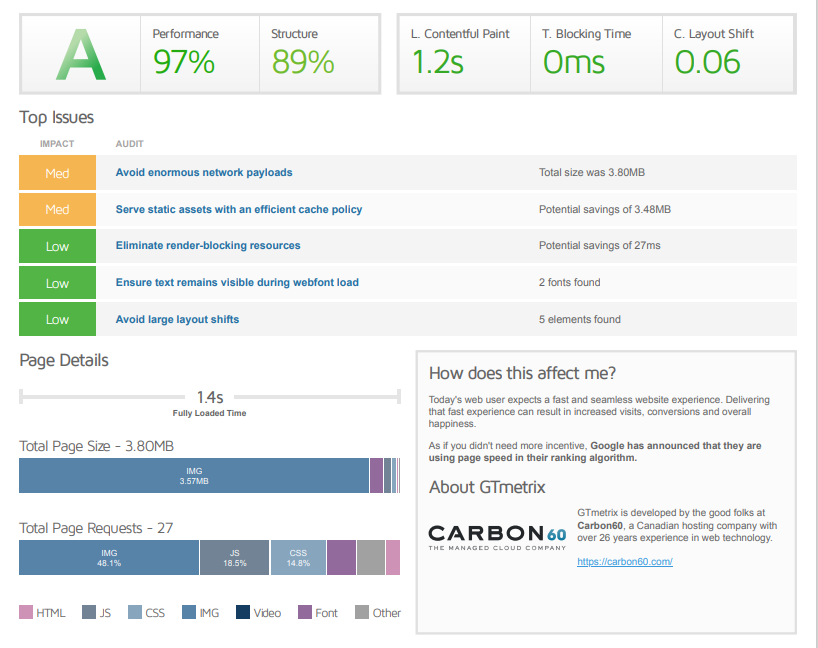 A
Performance
97%
Structure
89%
L. Contentful Paint
1.2s
T. Blocking Time
0ms
C. Layout Shift
0.06
Top Issues
IMPACT AUDIT
Med Avoid enormous network payloads Total size was 3.80MB
Med Serve static assets with an efficient cache policy Potential savings of 3.48MB
Low Eliminate render-blocking resources Potential savings of 27ms
Low Ensure text remains visible during webfont load 2 fonts found
Low Avoid large layout shifts 5 elements found
Page Details
1.4s
Fully Loaded Time
Total Page Size - 3.80MB
IMG
3.57MB
Total Page Requests - 27
IMG
48.1%
JS
18.5%
CSS
14.8%
HTML JS CSS IMG Video Font Other
How does this affect me?
Today's web user expects a fast and seamless website experience. Delivering
that fast experience can result in increased visits, conversions and overall
happiness.
As if you didn't need more incentive, Google has announced that they are
using page speed in their ranking algorithm.
About GTmetrix
CARBON60
THE MANAGED CLOUD COMPANY
GTmetrix is developed by the good folks at
Carbon60, a Canadian hosting company with
over 26 years experience in web technology.
https://carbon60.com/